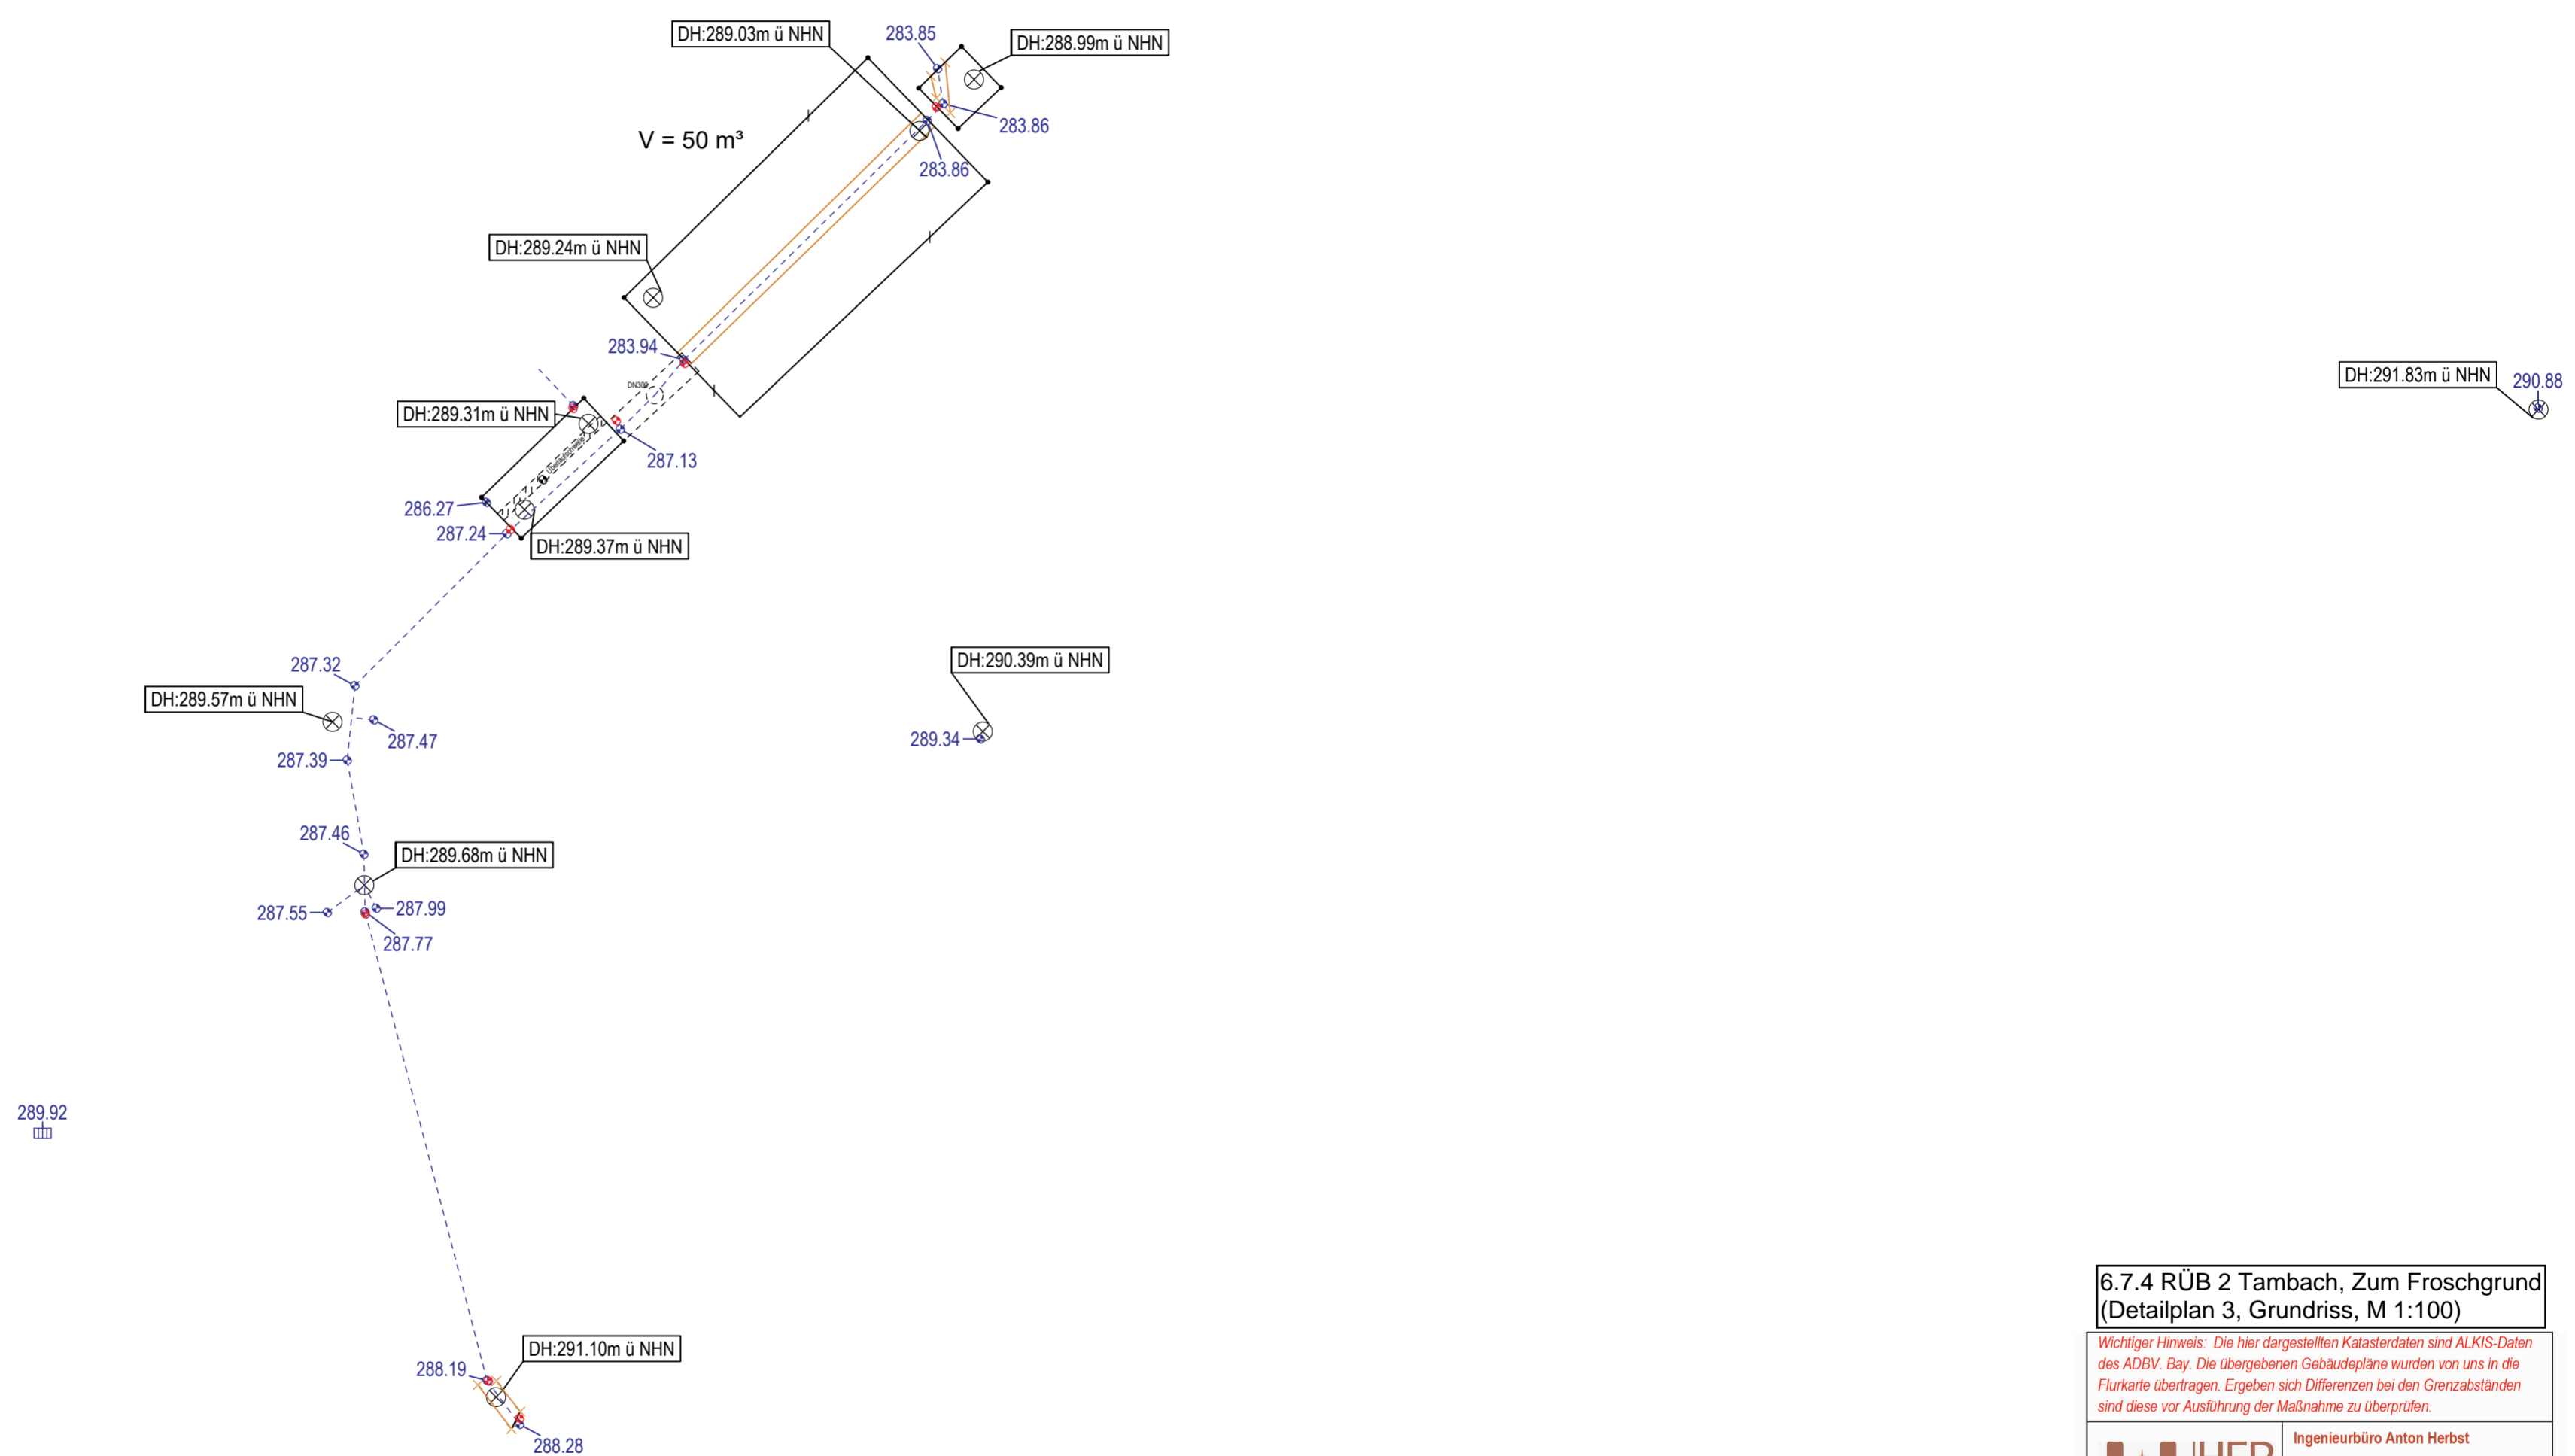 DH:289.03m ü NHN
283.85
DH:288.99m ü NHN
283.86
V = 50 m³
283.86
DH:289.24m ü NHN
283.94
DN300
DH:291.83m ü NHN
290.88
DH:289.31m ü NHN
287.13
Überlaufschwelle
286.27
287.24
DH:289.37m ü NHN
287.32
DH:290.39m ü NHN
DH:289.57m ü NHN
287.47
289.34
287.39
287.46
DH:289.68m ü NHN
287.55
287.99
287.77
289.92
6.7.4 RÜB 2 Tambach, Zum Froschgrund
(Detailplan 3, Grundriss, M 1:100)
Wichtiger Hinweis: Die hier dargestellten Katasterdaten sind ALKIS-Daten
des ADBV. Bay. Die übergebenen Gebäudepläne wurden von uns in die
Flurkarte übertragen. Ergeben sich Differenzen bei den Grenzabständen
sind diese vor Ausführung der Maßnahme zu überprüfen.
DH:291.10m ü NHN
288.19
288.28
Ingenieurbüro Anton Herbst